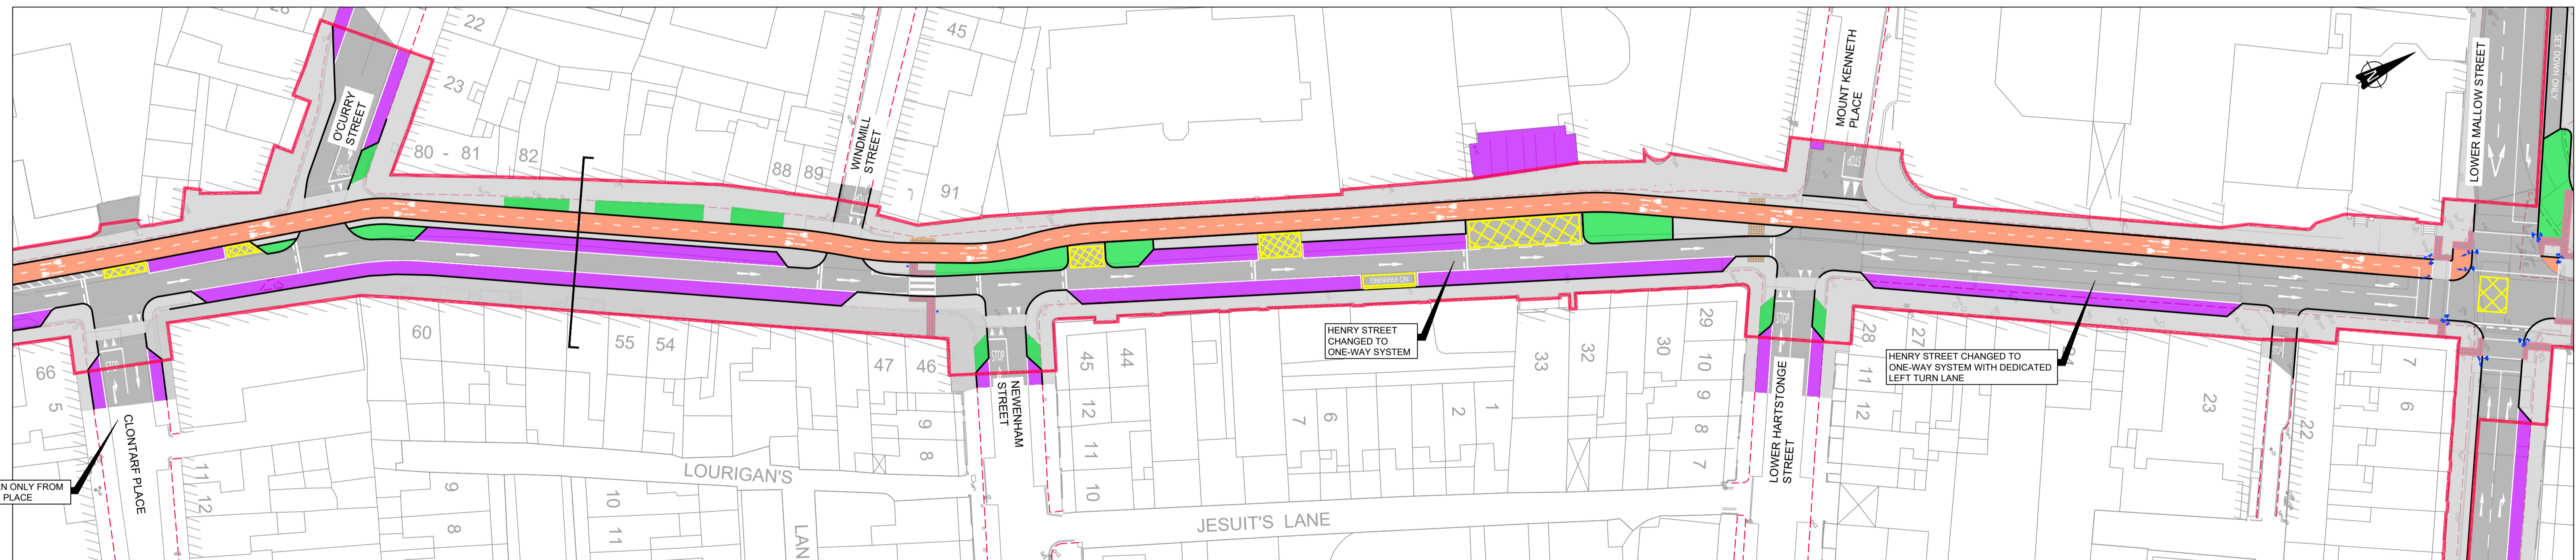 22
45
23
O'CURRY
STREET
80 - 81
82
88
89
91
WINDMILL
STREET
MOUNT KENNETH
PLACE
LOWER MALLOW STREET
SET DOWN ONLY
N
STOP
STOP
STOP
NO PARKING
HENRY STREET
CHANGED TO
ONE-WAY SYSTEM
HENRY STREET CHANGED TO
ONE-WAY SYSTEM WITH DEDICATED
LEFT TURN LANE
66
5
STOP
60
55
54
47
46
9
8
STOP
45
44
12
11
10
7
6
2
1
33
32
30
29
10
9
8
7
STOP
28
27
11
12
23
22
STOP
7
6
9
CLONTARF PLACE
NEWENHAM
STREET
LOWER HARTSTONGE
STREET
N ONLY FROM
PLACE
11
12
9
8
10
11
LOURIGAN'S
LAN
JESUIT'S LANE